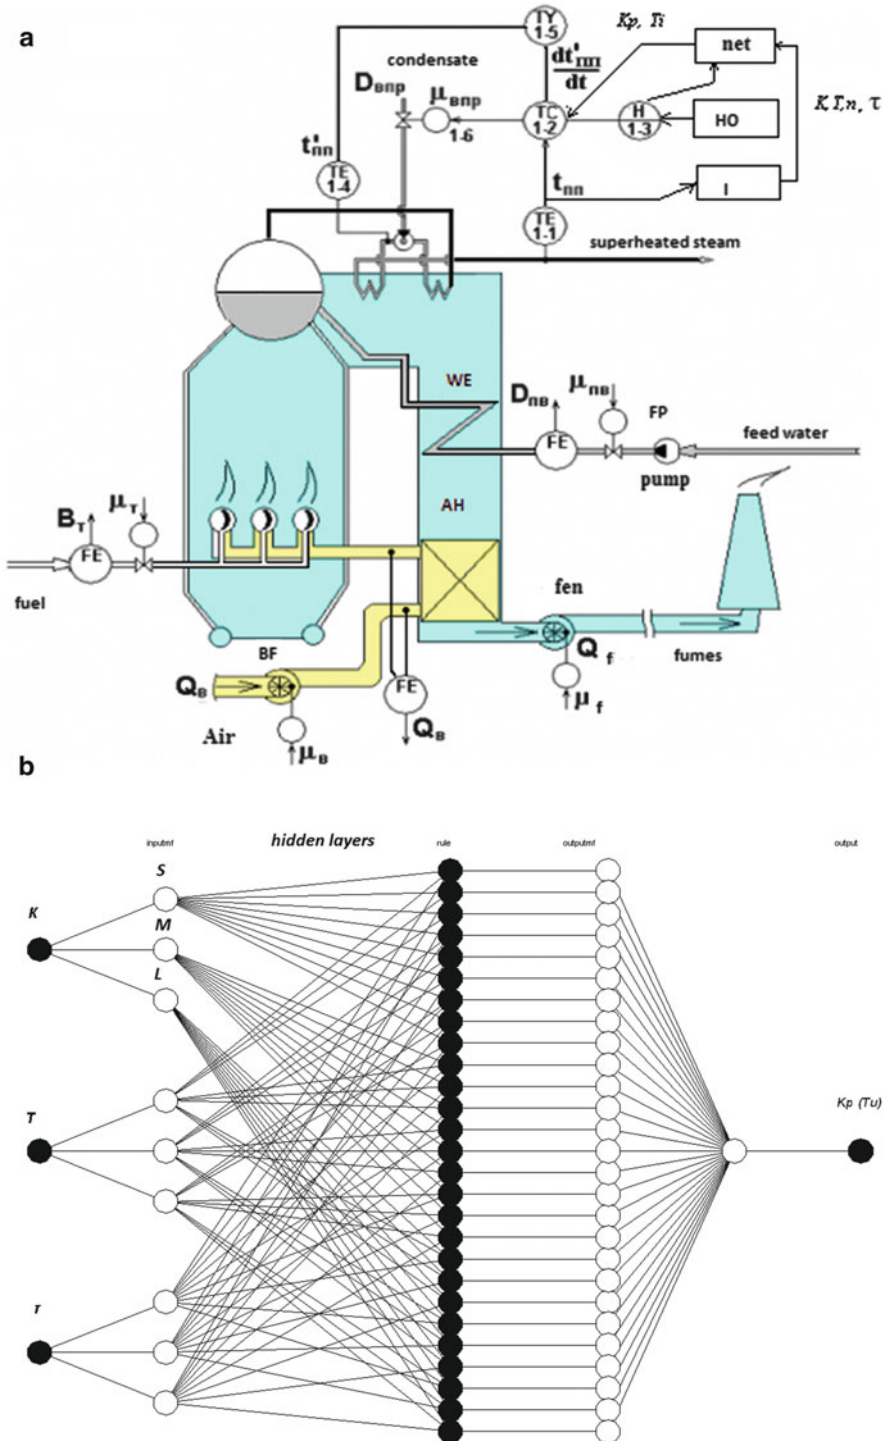 a
TY
1-5
Kp, Ti
net
condensate
Dвпр
μвпр
1-6
dt'пп
dt
TC
1-2
H
1-3
HO
K,T,n, τ
t'пп
TE
1-4
tпп
I
TE
1-1
superheated steam
WE
Dпв
μпв
FP
FE
feed water
pump
Bт
μт
FE
AH
fuel
fen
BF
Qв
FE
Q f
fumes
Air
μв
Qв
μ f
b
inputmf
hidden layers
rule
outputmf
output
S
K
M
L
T
Kp (Tu)
τ